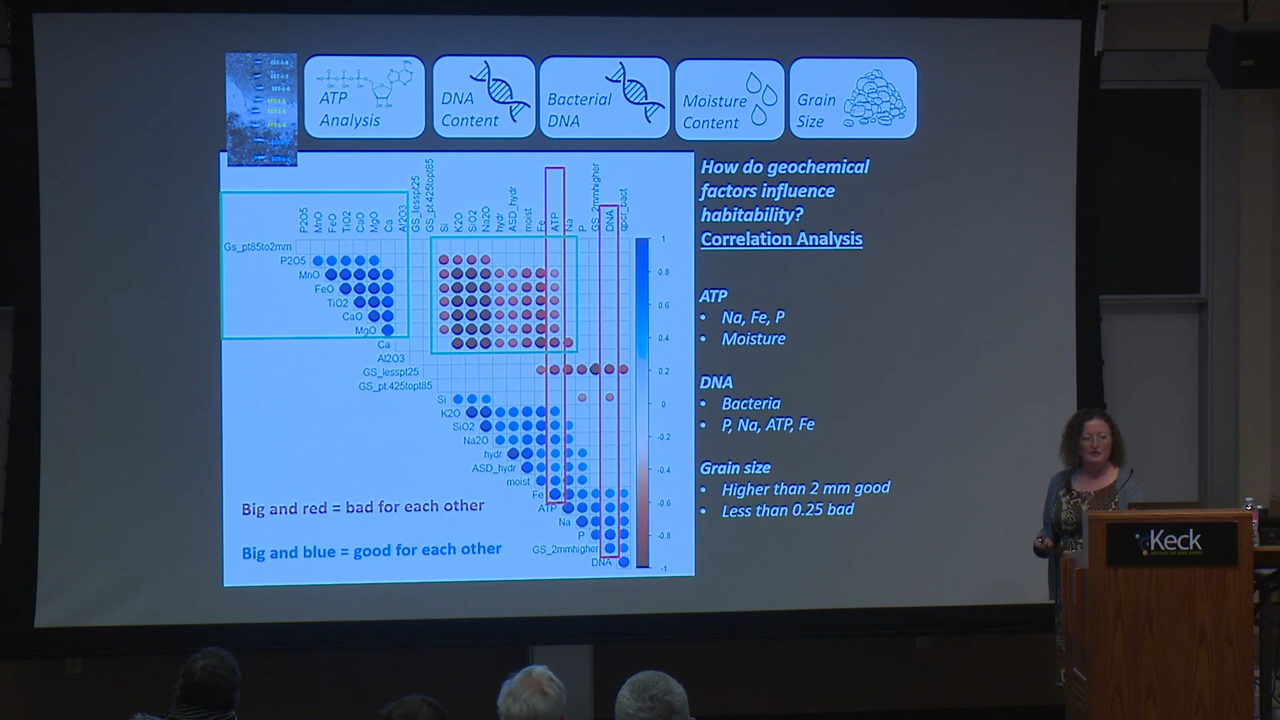 ATP
Analysis
DNA
Content
Bacterial
DNA
Moisture
Content
Grain
Size
P2O5
MnO
FeO
TiO2
CaO
MgO
Ca
Al2O3
GS_lesspt25
GS_pt.425topt85
Si
K2O
SiO2
Na2O
hydr
ASD_hydr
moist
Fe
ATP
Na
P
GS_2mmhigher
DNA
qpcr_bact
Gs_pt85to2mm
P2O5
MnO
FeO
TiO2
CaO
MgO
Ca
Al2O3
GS_lesspt25
GS_pt.425topt85
Si
K2O
SiO2
Na2O
hydr
ASD_hydr
moist
Fe
ATP
Na
P
GS_2mmhigher
DNA
1
0.8
0.6
0.4
0.2
0
-0.2
-0.4
-0.6
-0.8
-1
Big and red = bad for each other
Big and blue = good for each other
How do geochemical
factors influence
habitability?
Correlation Analysis
ATP
• Na, Fe, P
• Moisture
DNA
• Bacteria
• P, Na, ATP, Fe
Grain size
• Higher than 2 mm good
• Less than 0.25 bad
Keck